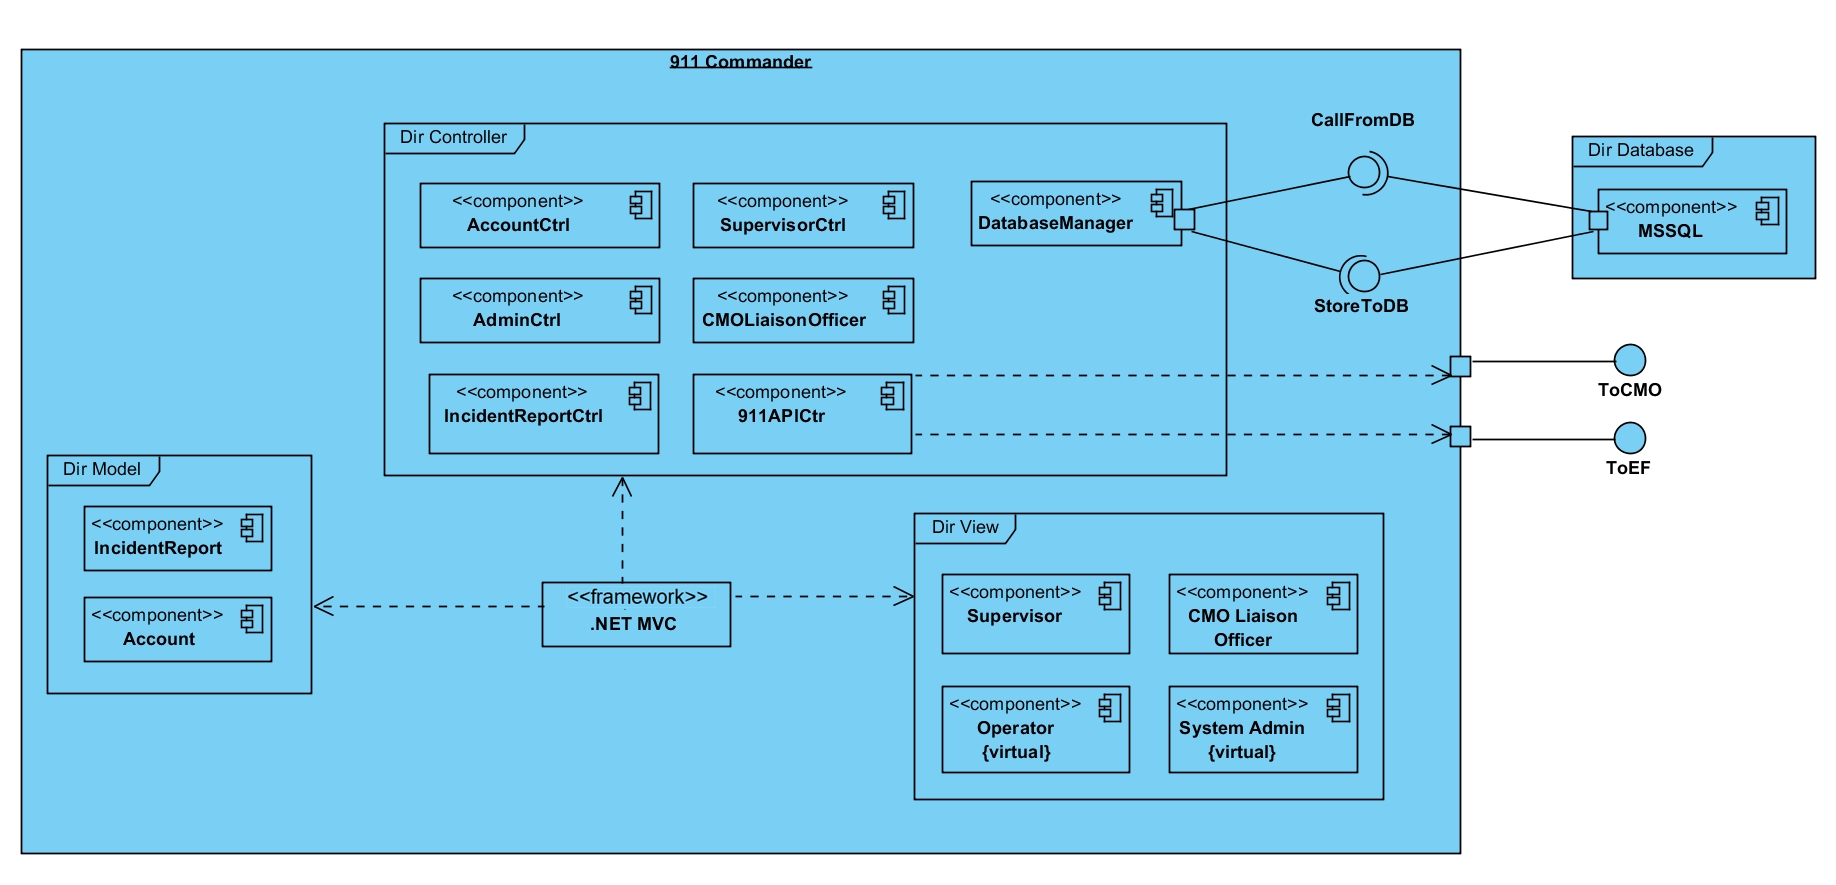 911 Commander
Dir Controller
<<component>>
AccountCtrl
<<component>>
SupervisorCtrl
<<component>>
DatabaseManager
<<component>>
AdminCtrl
<<component>>
CMOLiaisonOfficer
<<component>>
IncidentReportCtrl
<<component>>
911APICtr
CallFromDB
StoreToDB
Dir Database
<<component>>
MSSQL
ToCMO
ToEF
Dir Model
<<component>>
IncidentReport
<<component>>
Account
<<framework>>
.NET MVC
Dir View
<<component>>
Supervisor
<<component>>
CMO Liaison
Officer
<<component>>
Operator
{virtual}
<<component>>
System Admin
{virtual}